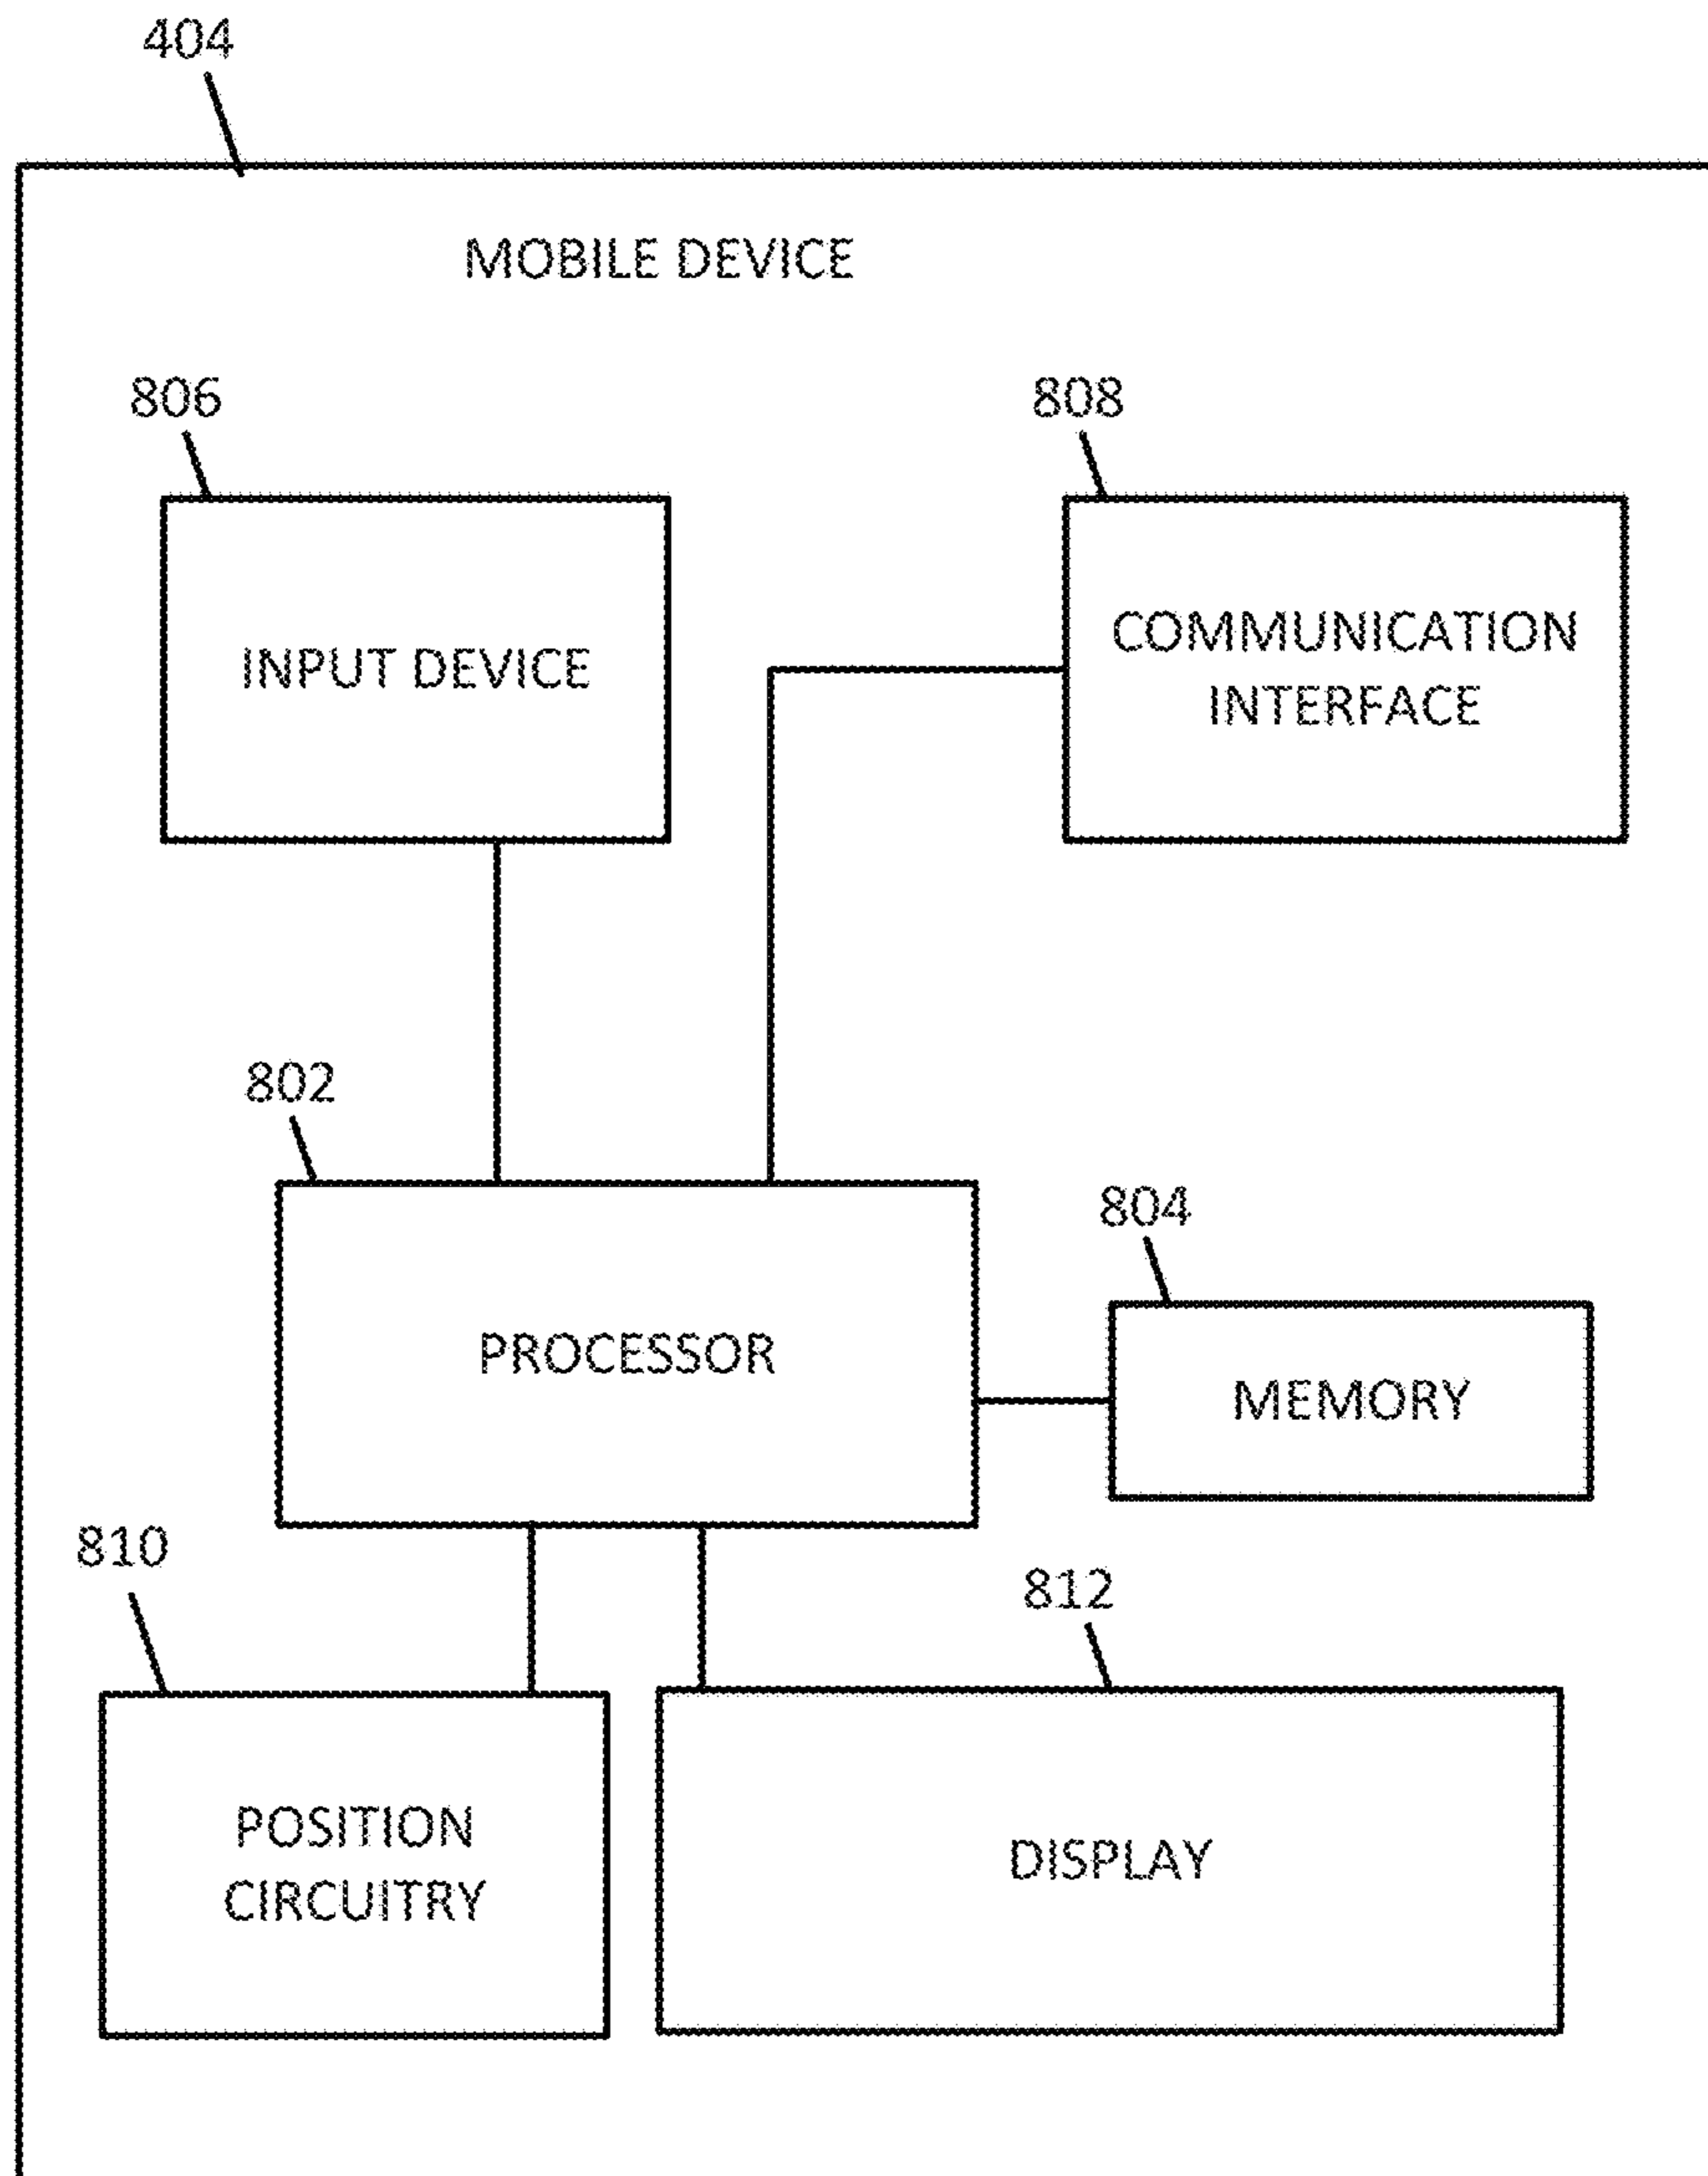 404
MOBILE DEVICE
806
808
INPUT DEVICE
COMMUNICATION
INTERFACE
802
804
PROCESSOR
MEMORY
810
812
POSITION
CIRCUITRY
DISPLAY